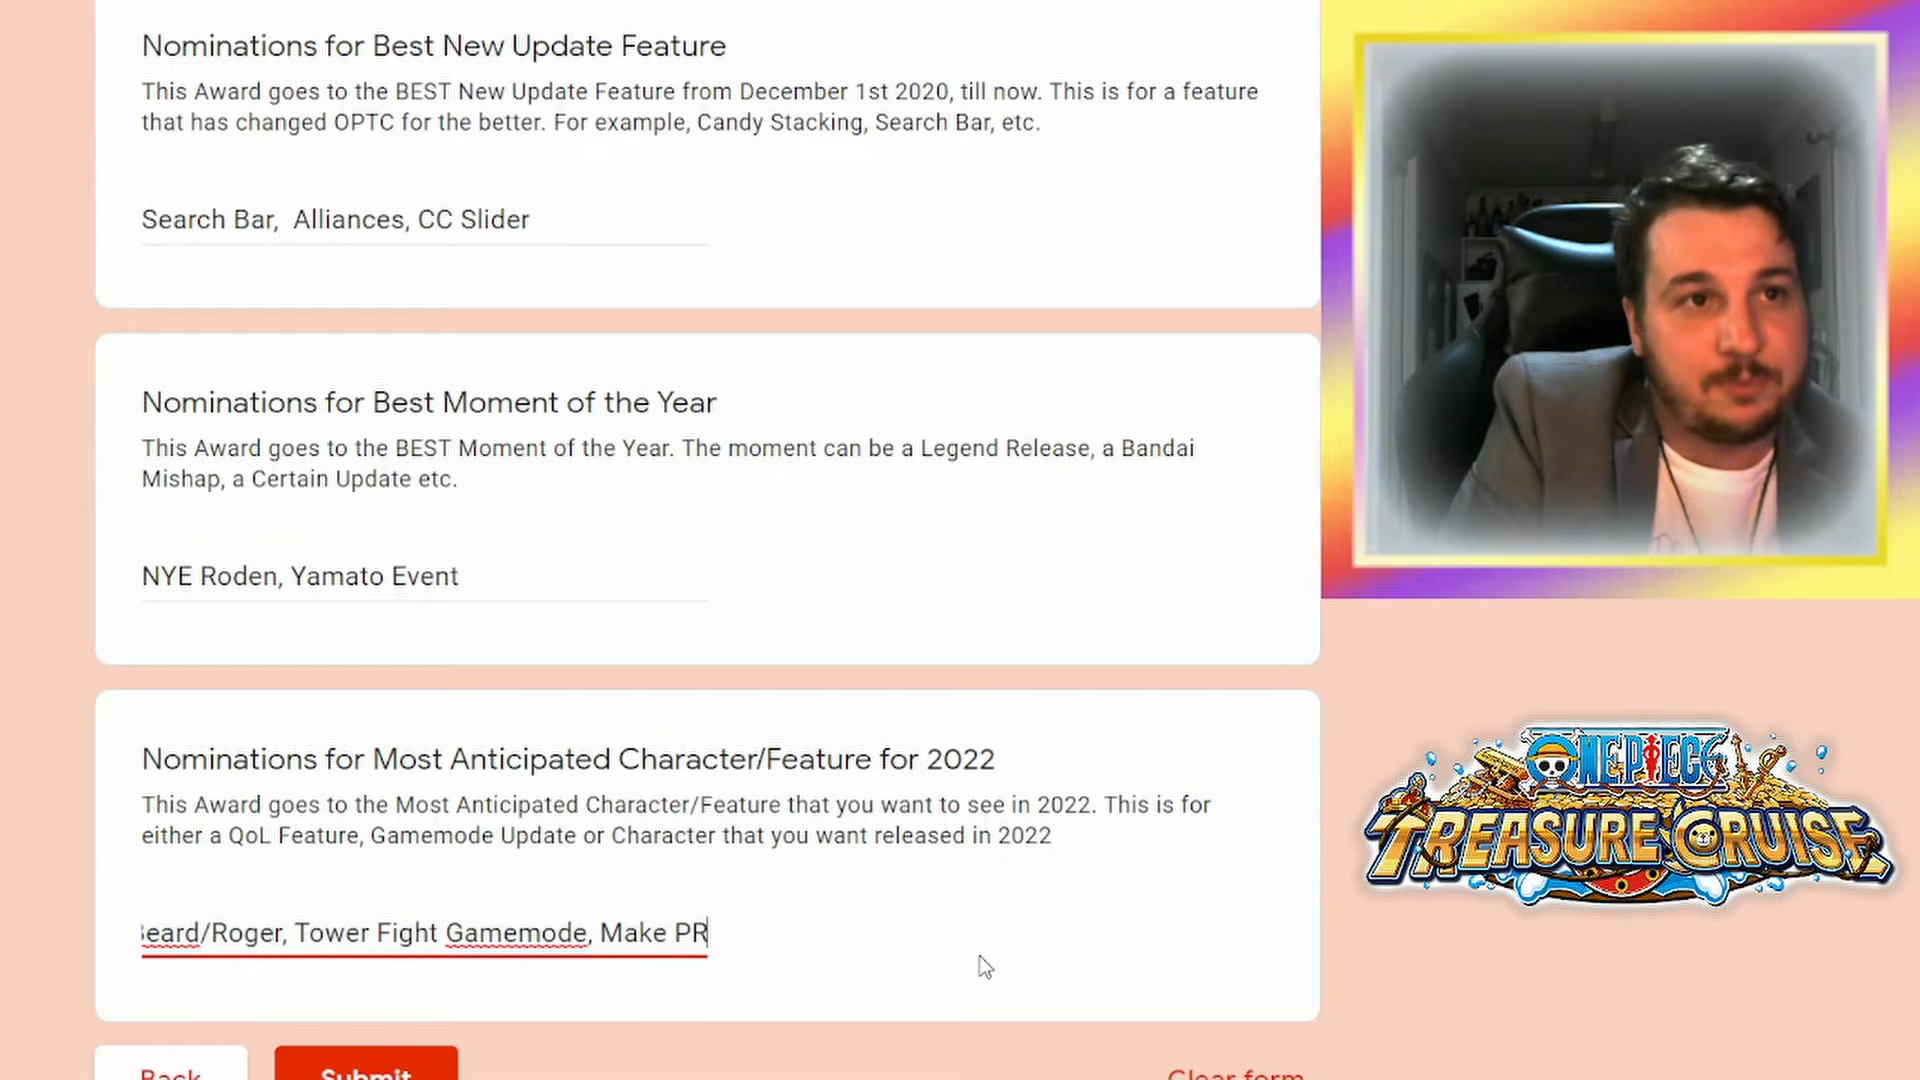 Nominations for Best New Update Feature
This Award goes to the BEST New Update Feature from December 1st 2020, till now. This is for a feature
that has changed OPTC for the better. For example, Candy Stacking, Search Bar, etc.
Search Bar,  Alliances, CC Slider
Nominations for Best Moment of the Year
This Award goes to the BEST Moment of the Year. The moment can be a Legend Release, a Bandai
Mishap, a Certain Update etc.
NYE Roden, Yamato Event
ONE PIECE
TREASURE CRUISE
Nominations for Most Anticipated Character/Feature for 2022
This Award goes to the Most Anticipated Character/Feature that you want to see in 2022. This is for
either a QoL Feature, Gamemode Update or Character that you want released in 2022
Beard/Roger, Tower Fight Gamemode, Make PR
Back
Submit
Clear form